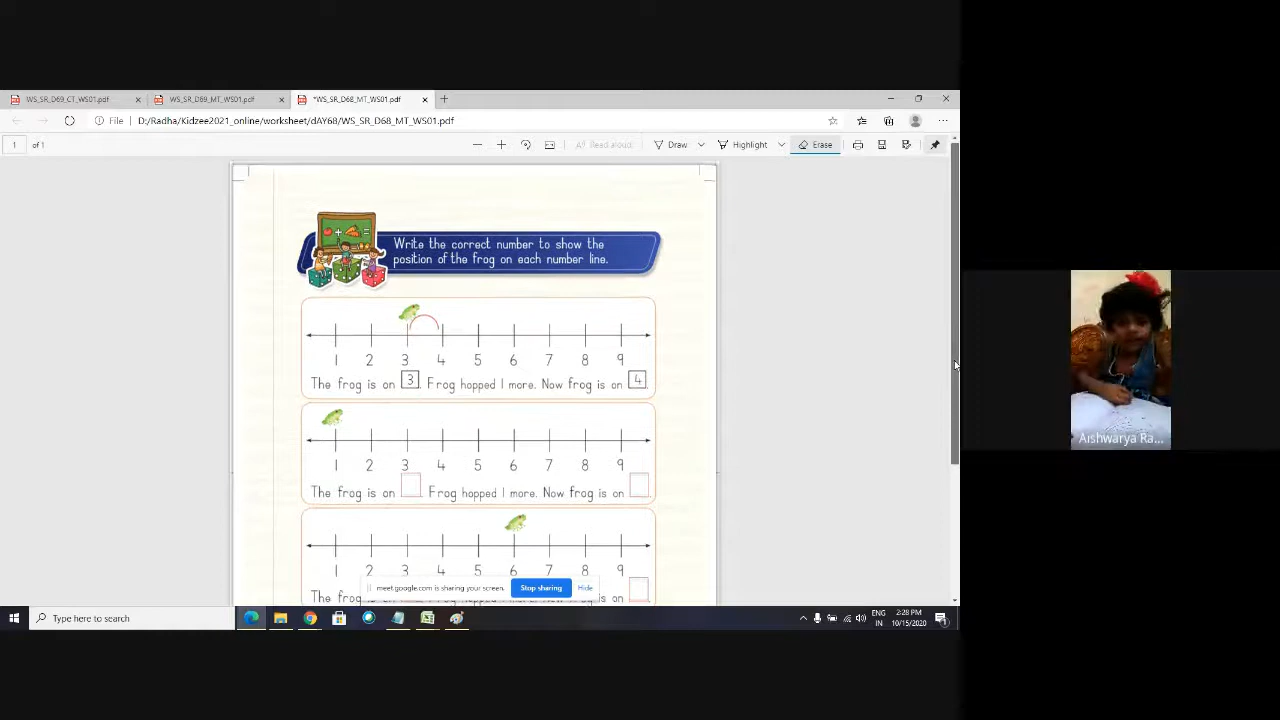 WS_SR_D69_CT_WS01.pdf
WS_SR_D69_MT_WS01.pdf
*WS_SR_D68_MT_WS01.pdf
File
D:/Radha/Kidzee2021_online/worksheet/dAY68/WS_SR_D68_MT_WS01.pdf
1 of 1
Read aloud
Draw
Highlight
Erase
Write the correct number to show the
position of the frog on each number line.
1 2 3 4 5 6 7 8 9
The frog is on 3 Frog hopped 1 more. Now frog is on 4.
1 2 3 4 5 6 7 8 9
The frog is on Frog hopped 1 more. Now frog is on .
1 2 3 4 5 6 7 8 9
meet.google.com is sharing your screen.
Stop sharing
Hide
The frog is on
Aishwarya Ra...
Type here to search
ENG
IN
2:28 PM
10/15/2020